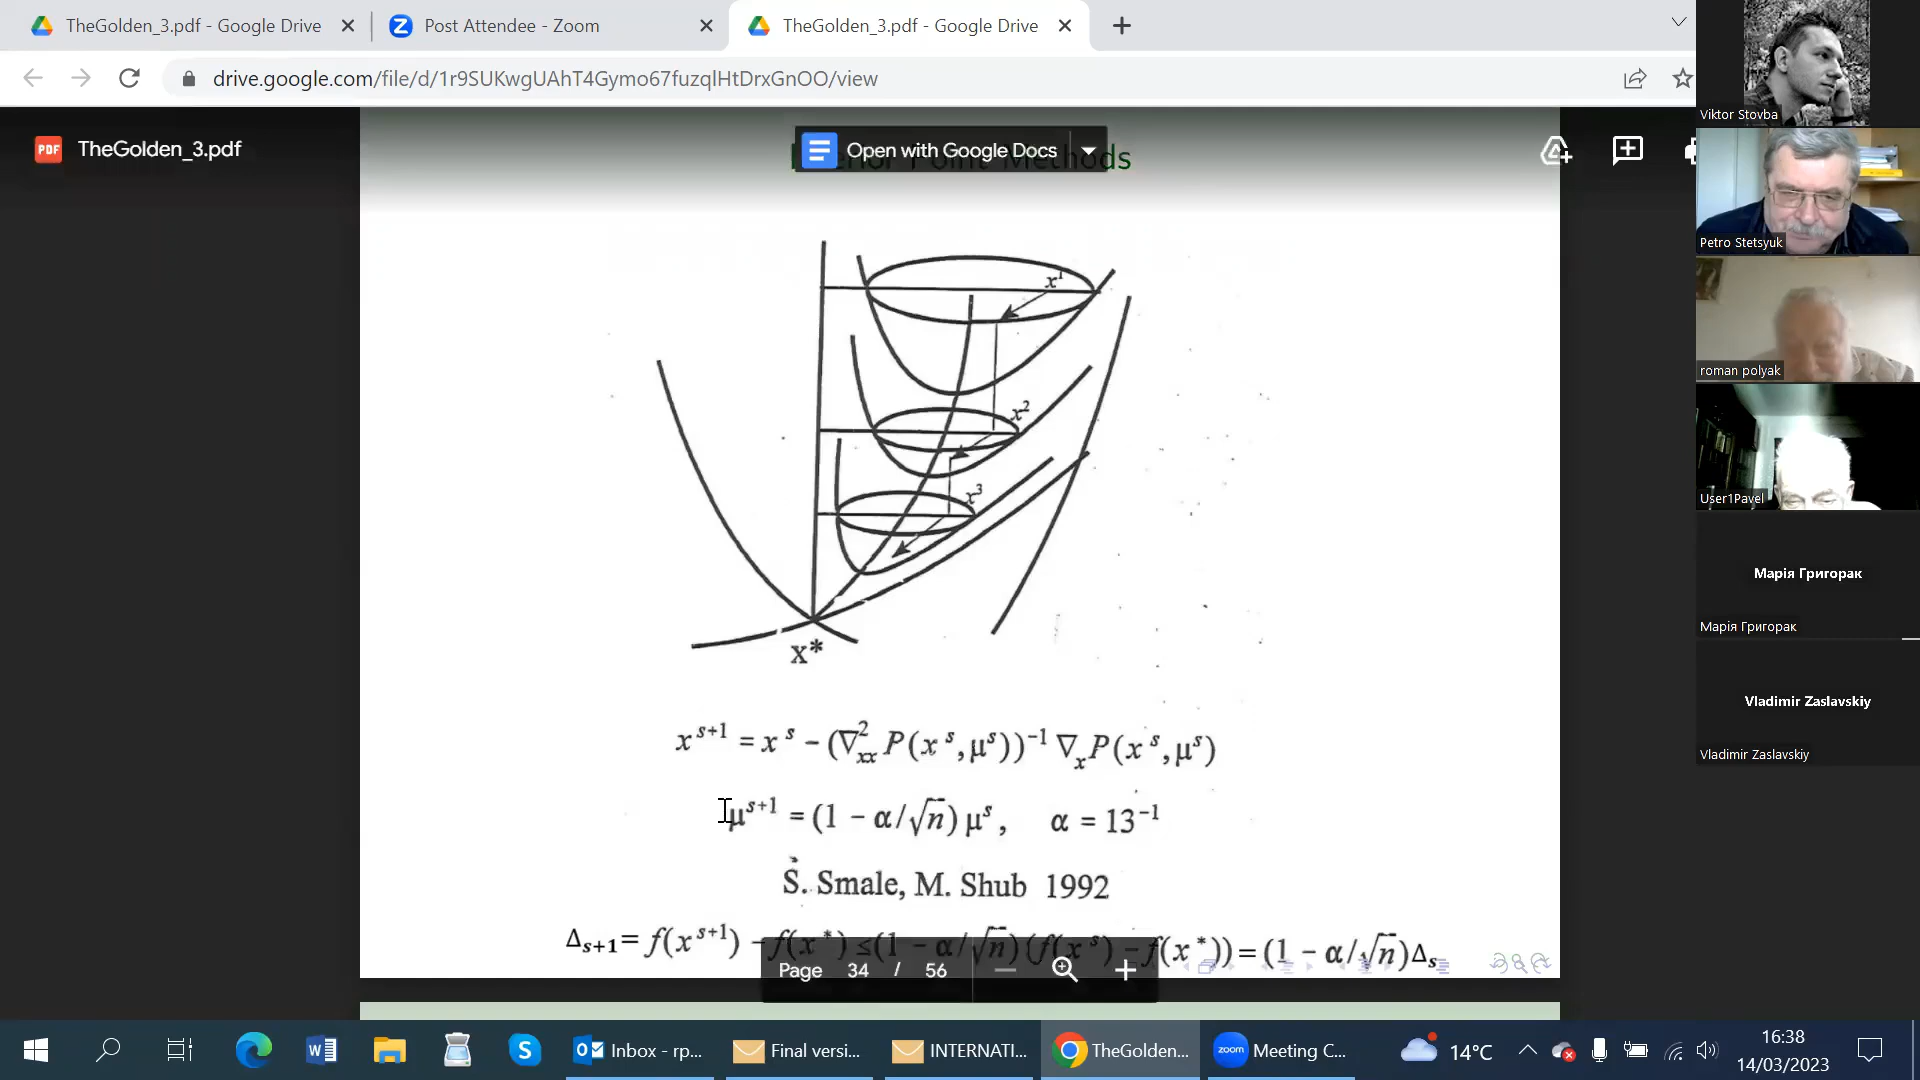 TheGolden_3.pdf - Google Drive
Post Attendee - Zoom
TheGolden_3.pdf - Google Drive
drive.google.com/file/d/1r9SUKwgUAhT4Gymo67fuzqlHtDrxGnOO/view
PDF TheGolden_3.pdf
Open with Google Docs
x¹
x²
x³
x*
x^{s+1} = x^s − (∇²_{xx} P(x^s, μ^s))^{−1} ∇_x P(x^s, μ^s)
μ^{s+1} = (1 − α/√n) μ^s, α = 13^{−1}
S. Smale, M. Shub 1992
Δ_{s+1} = f(x^{s+1}) − f(x*) ≤ (1 − α/√n)(f(x^s) − f(x*)) = (1 − α/√n)Δ_s
Page 34 / 56
Viktor Stovba
Petro Stetsyuk
roman polyak
User1Pavel
Марія Григорак
Марія Григорак
Vladimir Zaslavskiy
Vladimir Zaslavskiy
Inbox - rp...
Final versi...
INTERNATI...
TheGolden...
zoom Meeting C...
14°C
16:38
14/03/2023